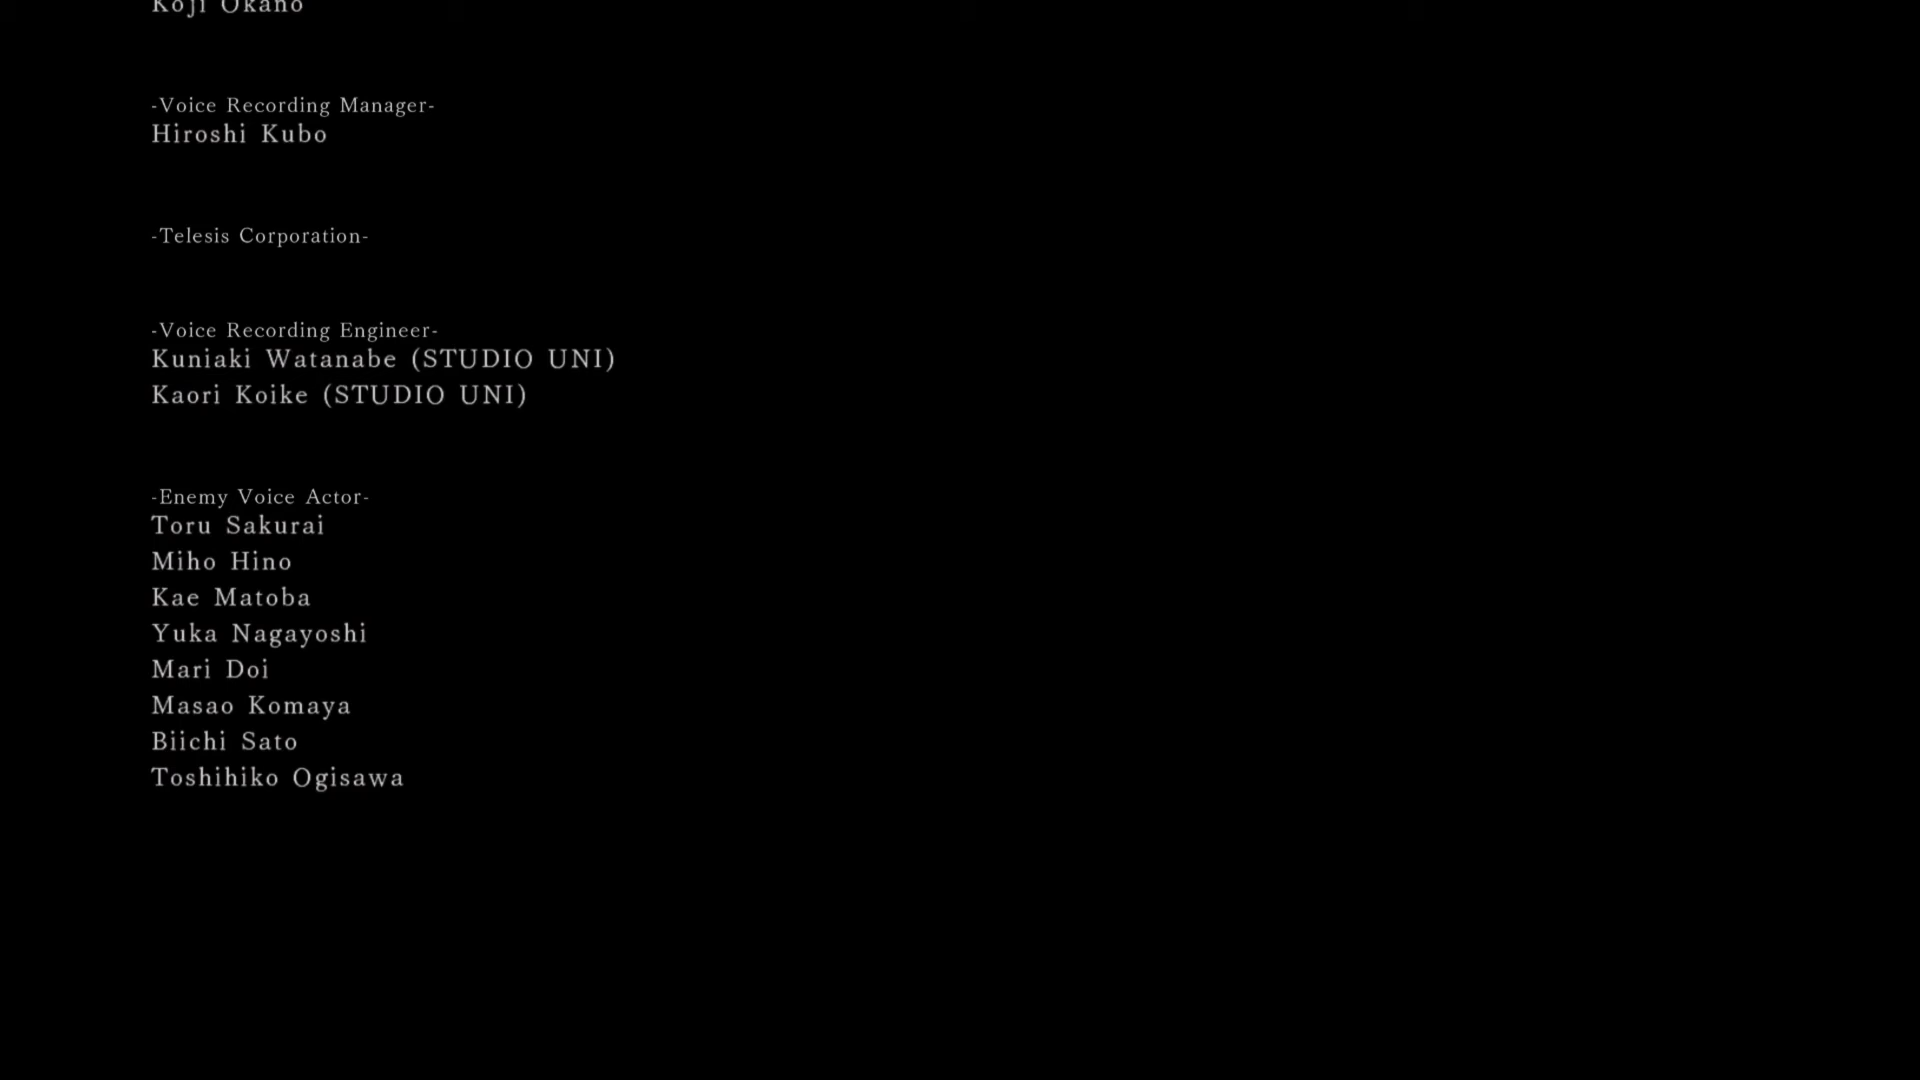 Koji Okano
-Voice Recording Manager-
Hiroshi Kubo
-Telesis Corporation-
-Voice Recording Engineer-
Kuniaki Watanabe (STUDIO UNI)
Kaori Koike (STUDIO UNI)
-Enemy Voice Actor-
Toru Sakurai
Miho Hino
Kae Matoba
Yuka Nagayoshi
Mari Doi
Masao Komaya
Biichi Sato
Toshihiko Ogisawa